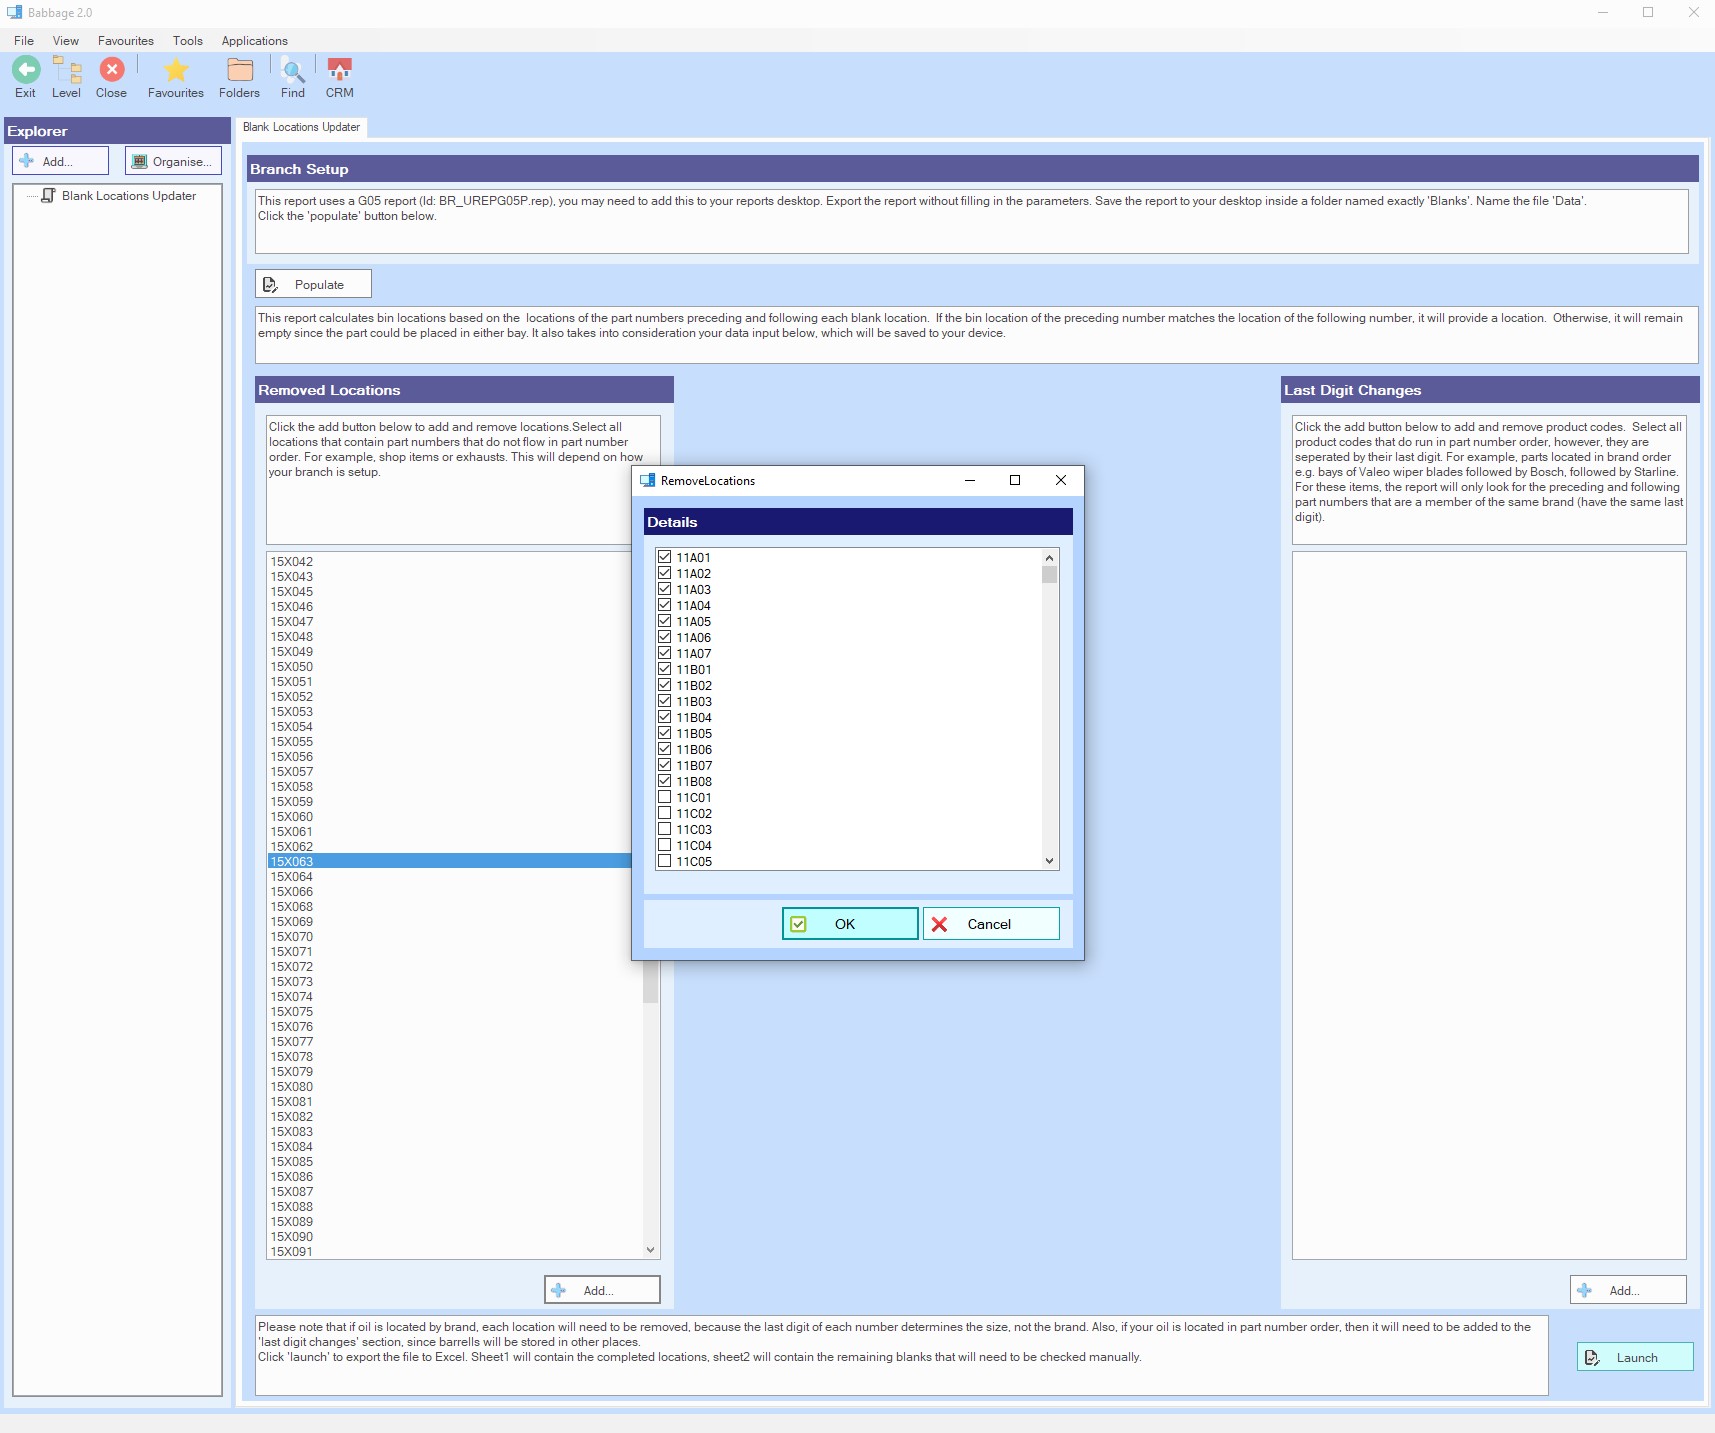 Babbage 2.0
File View Favourites Tools Applications
Exit Level Close Favourites Folders Find CRM
Explorer
Add... Organise...
Blank Locations Updater
Blank Locations Updater
Branch Setup
This report uses a G05 report (Id: BR_UREPG05P.rep), you may need to add this to your reports desktop. Export the report without filling in the parameters. Save the report to your desktop inside a folder named exactly 'Blanks'. Name the file 'Data'.
Click the 'populate' button below.
Populate
This report calculates bin locations based on the  locations of the part numbers preceding and following each blank location.  If the bin location of the preceding number matches the location of the following number, it will provide a location.  Otherwise, it will remain
empty since the part could be placed in either bay. It also takes into consideration your data input below, which will be saved to your device.
Removed Locations
Click the add button below to add and remove locations.Select all
locations that contain part numbers that do not flow in part number
order. For example, shop items or exhausts. This will depend on how
your branch is setup.
15X042
15X043
15X045
15X046
15X047
15X048
15X049
15X050
15X051
15X052
15X053
15X054
15X055
15X056
15X057
15X058
15X059
15X060
15X061
15X062
15X063
15X064
15X066
15X068
15X069
15X070
15X071
15X072
15X073
15X074
15X075
15X076
15X077
15X078
15X079
15X080
15X081
15X082
15X083
15X084
15X085
15X086
15X087
15X088
15X089
15X090
15X091
Add...
RemoveLocations
Details
11A01
11A02
11A03
11A04
11A05
11A06
11A07
11B01
11B02
11B03
11B04
11B05
11B06
11B07
11B08
11C01
11C02
11C03
11C04
11C05
OK Cancel
Last Digit Changes
Click the add button below to add and remove product codes.  Select all
product codes that do run in part number order, however, they are
seperated by their last digit. For example, parts located in brand order
e.g. bays of Valeo wiper blades followed by Bosch, followed by Starline.
For these items, the report will only look for the preceding and following
part numbers that are a member of the same brand (have the same last
digit).
Add...
Please note that if oil is located by brand, each location will need to be removed, because the last digit of each number determines the size, not the brand. Also, if your oil is located in part number order, then it will need to be added to the
'last digit changes' section, since barrells will be stored in other places.
Click 'launch' to export the file to Excel. Sheet1 will contain the completed locations, sheet2 will contain the remaining blanks that will need to be checked manually.
Launch